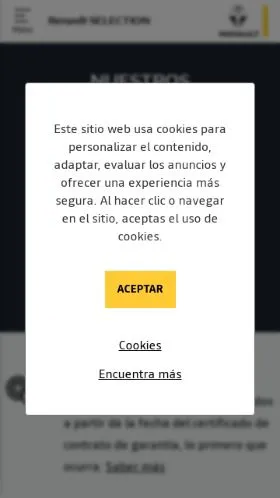 Renault SELECTION
NUESTROS
Este sitio web usa cookies para
personalizar el contenido,
adaptar, evaluar los anuncios y
ofrecer una experiencia más
segura. Al hacer clic o navegar
en el sitio, aceptas el uso de
cookies.
ACEPTAR
Cookies
Encuentra más
a partir de la fecha del certificado de
contrato de garantía, lo primero que
ocurra. Saber más